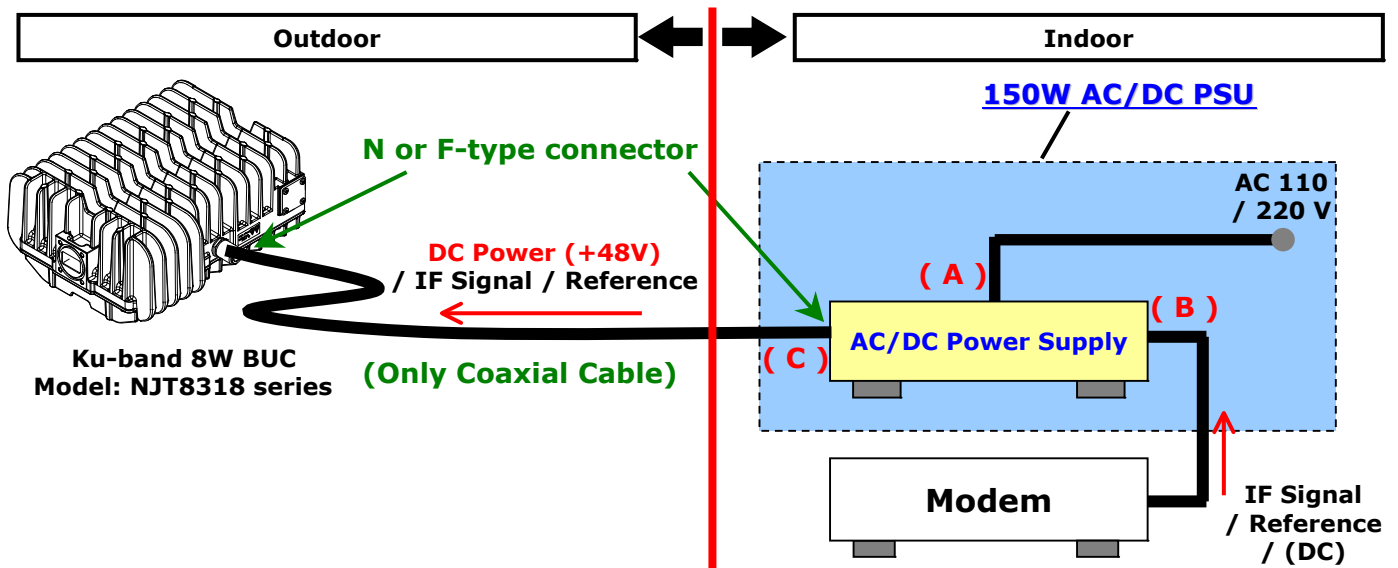 Outdoor
Indoor
150W AC/DC PSU
N or F-type connector
AC 110
/ 220 V
DC Power (+48V)
/ IF Signal / Reference
( A )
( B )
AC/DC Power Supply
( C )
Ku-band 8W BUC
Model: NJT8318 series
(Only Coaxial Cable)
Modem
IF Signal
/ Reference
/ (DC)